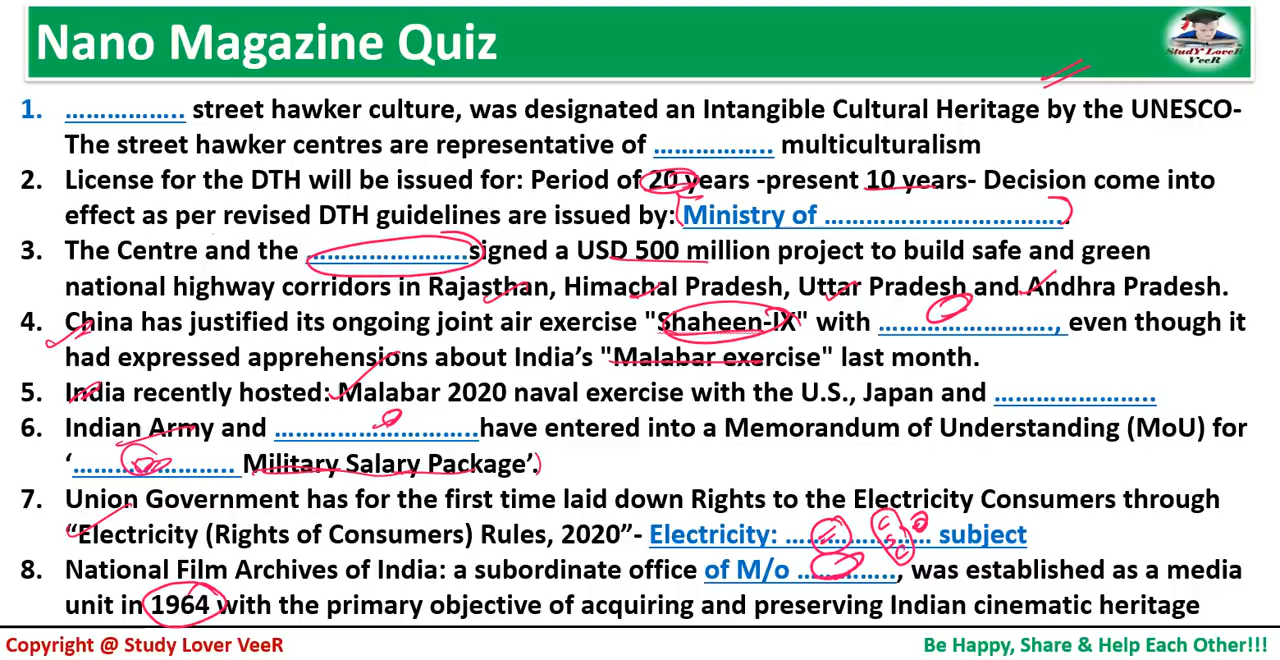 Nano Magazine Quiz
StudY LoveR
VeeR
1. …………….. street hawker culture, was designated an Intangible Cultural Heritage by the UNESCO-
The street hawker centres are representative of …………….. multiculturalism
2. License for the DTH will be issued for: Period of 20 years -present 10 years- Decision come into
effect as per revised DTH guidelines are issued by: Ministry of ……………………………..
3. The Centre and the ………………….. signed a USD 500 million project to build safe and green
national highway corridors in Rajasthan, Himachal Pradesh, Uttar Pradesh and Andhra Pradesh.
4. China has justified its ongoing joint air exercise "Shaheen-IX" with ……………………., even though it
had expressed apprehensions about India’s "Malabar exercise" last month.
5. India recently hosted: Malabar 2020 naval exercise with the U.S., Japan and …………………..
6. Indian Army and ………………………..have entered into a Memorandum of Understanding (MoU) for
‘………………….. Military Salary Package’.
7. Union Government has for the first time laid down Rights to the Electricity Consumers through
“Electricity (Rights of Consumers) Rules, 2020”- Electricity: ………………… subject
8. National Film Archives of India: a subordinate office of M/o ………….., was established as a media
unit in 1964 with the primary objective of acquiring and preserving Indian cinematic heritage
Copyright @ Study Lover VeeR
Be Happy, Share & Help Each Other!!!